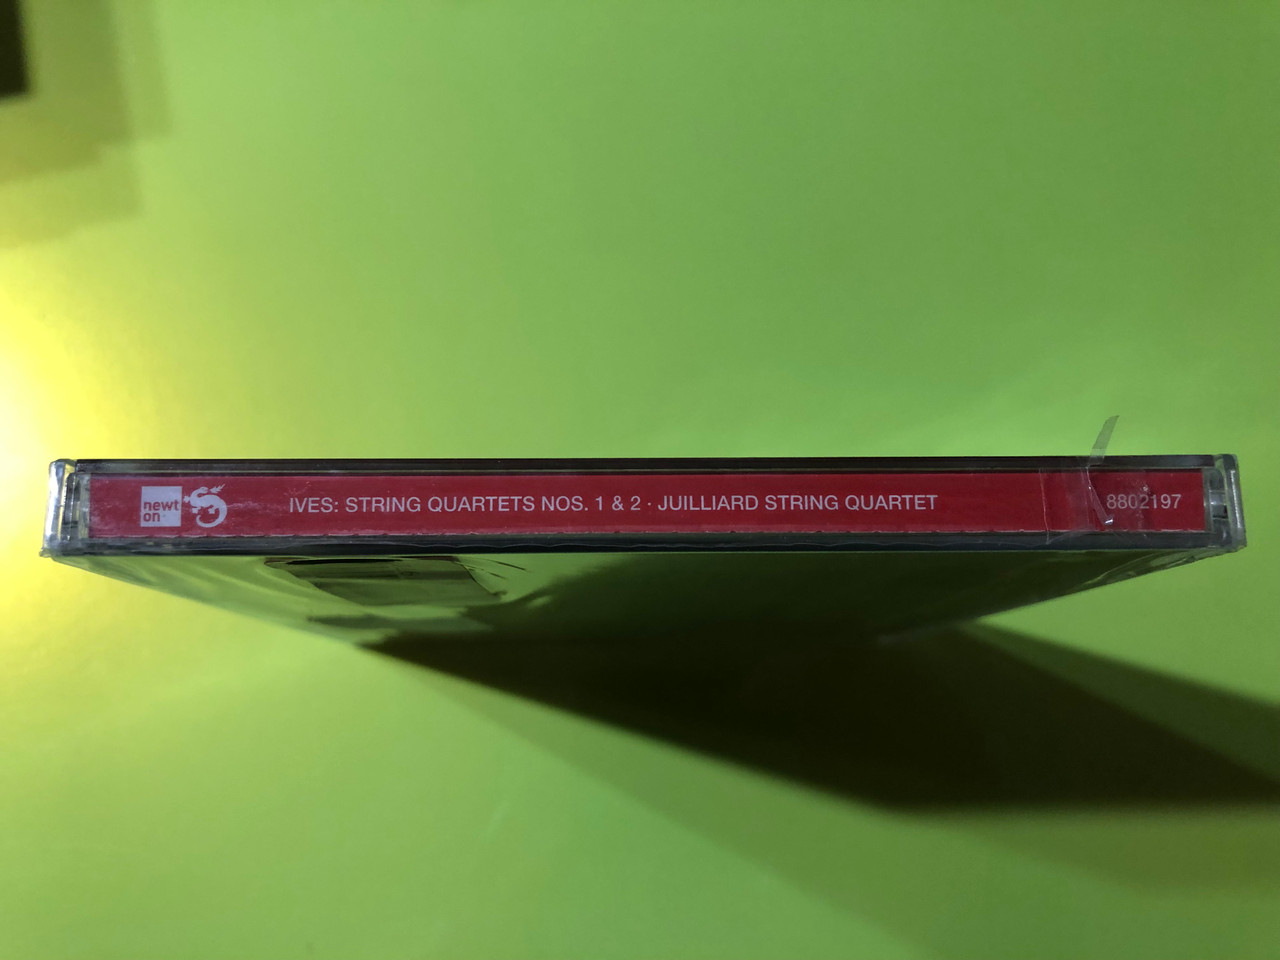 newt
on
IVES: STRING QUARTETS NOS. 1 & 2 · JUILLIARD STRING QUARTET
8802197